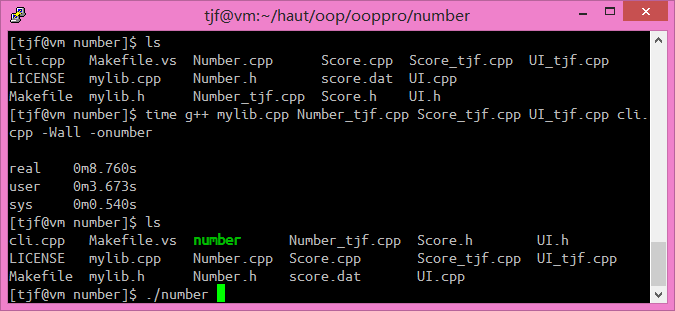 tjf@vm:~/haut/oop/ooppro/number
[tjf@vm number]$ ls
cli.cpp   Makefile.vs  Number.cpp      Score.cpp  Score_tjf.cpp  UI_tjf.cpp
LICENSE   mylib.cpp    Number.h        score.dat  UI.cpp
Makefile  mylib.h      Number_tjf.cpp  Score.h    UI.h
[tjf@vm number]$ time g++ mylib.cpp Number_tjf.cpp Score_tjf.cpp UI_tjf.cpp cli.
cpp -Wall -onumber
real    0m8.760s
user    0m3.673s
sys     0m0.540s
[tjf@vm number]$ ls
cli.cpp   Makefile.vs  number      Number_tjf.cpp  Score.h        UI.h
LICENSE   mylib.cpp    Number.cpp  Score.cpp       Score_tjf.cpp  UI_tjf.cpp
Makefile  mylib.h      Number.h    score.dat       UI.cpp
[tjf@vm number]$ ./number